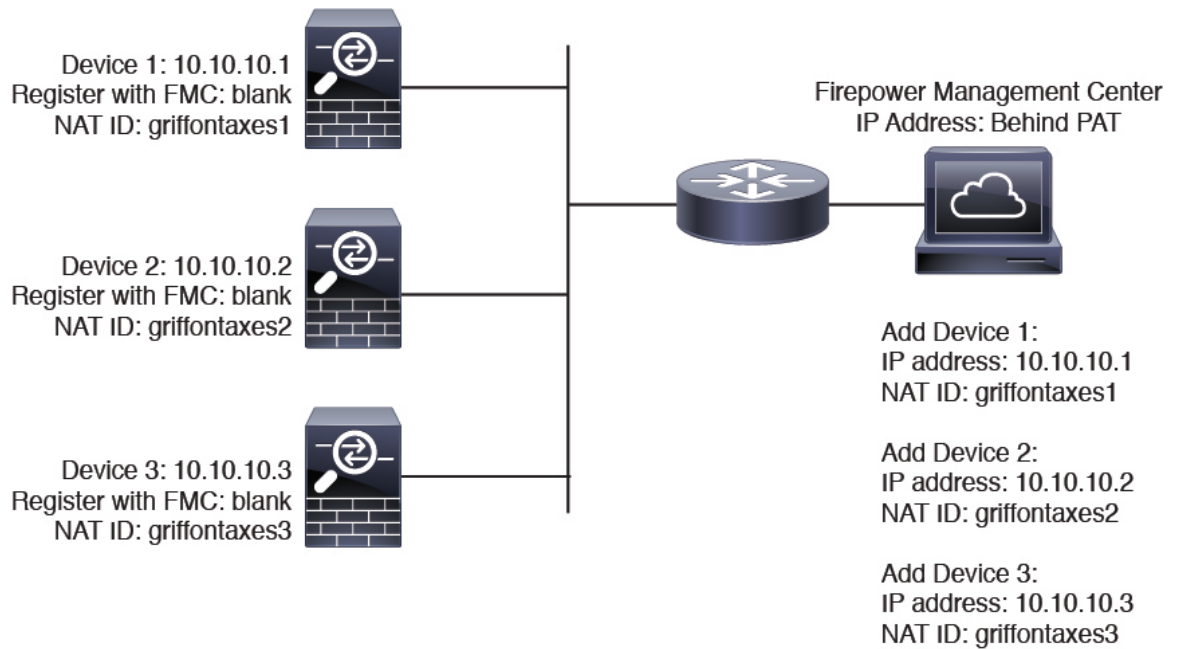 Device 1: 10.10.10.1
Register with FMC: blank
NAT ID: griffontaxes1
Device 2: 10.10.10.2
Register with FMC: blank
NAT ID: griffontaxes2
Device 3: 10.10.10.3
Register with FMC: blank
NAT ID: griffontaxes3
Firepower Management Center
IP Address: Behind PAT
Add Device 1:
IP address: 10.10.10.1
NAT ID: griffontaxes1
Add Device 2:
IP address: 10.10.10.2
NAT ID: griffontaxes2
Add Device 3:
IP address: 10.10.10.3
NAT ID: griffontaxes3